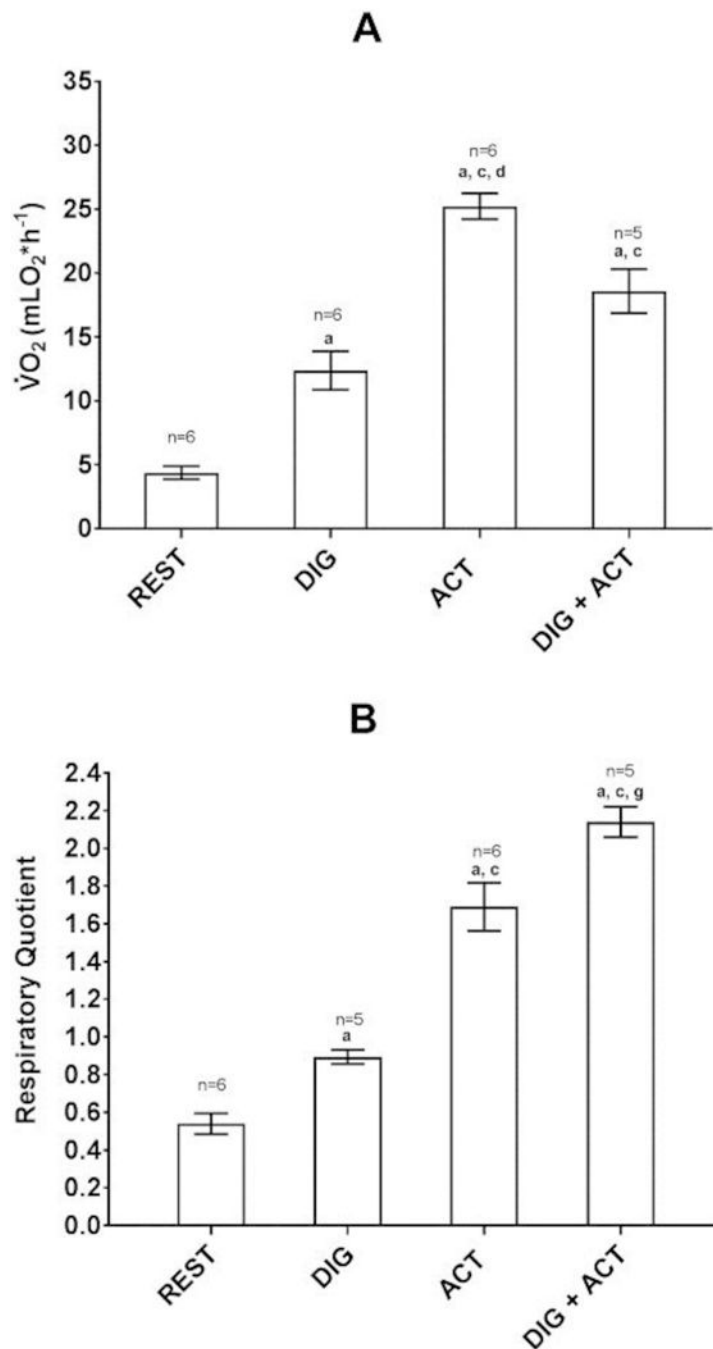 A
35
30
25
20
15
10
5
0
V̇O₂ (mLO₂*h⁻¹)
n=6
n=6
a
n=6
a, c, d
n=5
a, c
REST
DIG
ACT
DIG + ACT
B
2.4
2.2
2.0
1.8
1.6
1.4
1.2
1.0
0.8
0.6
0.4
0.2
0.0
Respiratory Quotient
n=6
n=5
a
n=6
a, c
n=5
a, c, g
REST
DIG
ACT
DIG + ACT